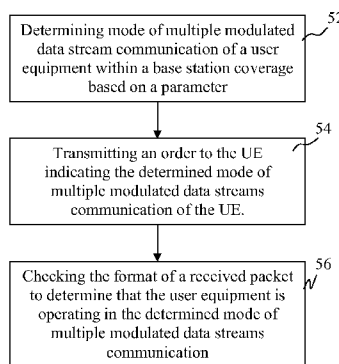 52
Determining mode of multiple modulated
data stream communication of a user
equipment within a base station coverage
based on a parameter
54
Transmitting an order to the UE
indicating the determined mode of
multiple modulated data streams
communication of the UE.
56
Checking the format of a received packet
to determine that the user equipment is
operating in the determined mode of
multiple modulated data streams
communication